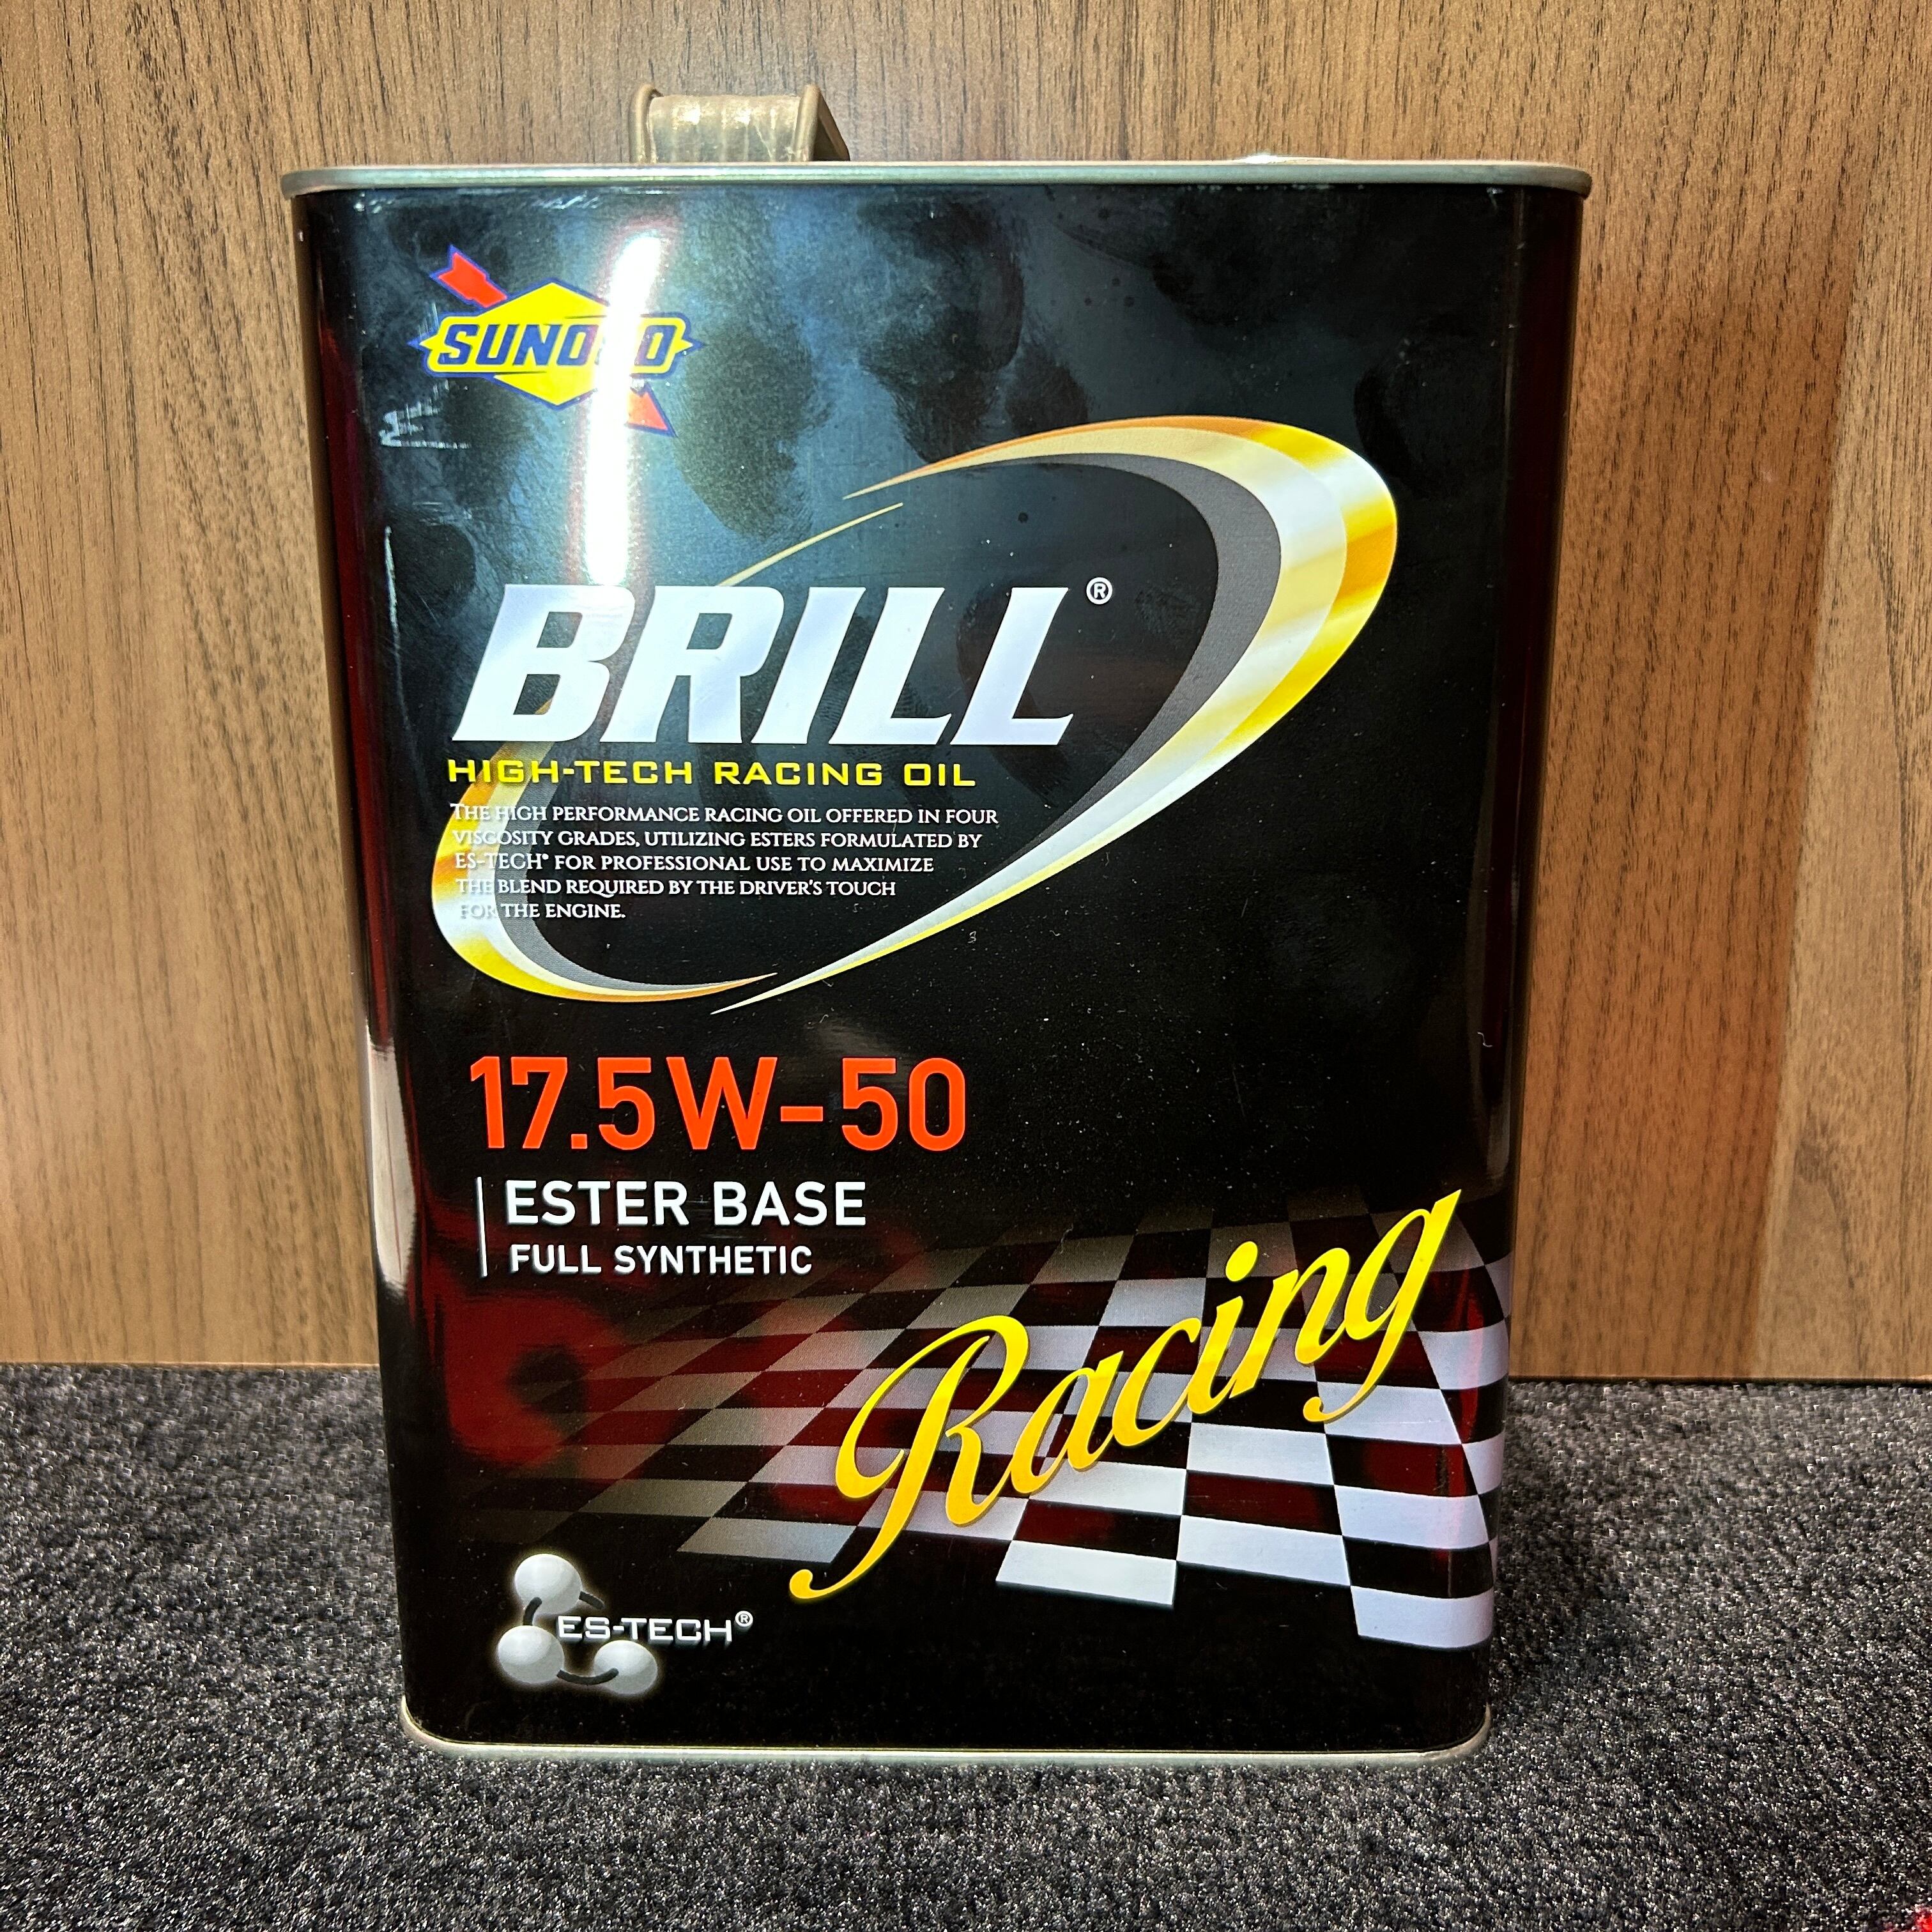 SUNOCO
BRILL®
HIGH-TECH RACING OIL
THE HIGH PERFORMANCE RACING OIL OFFERED IN FOUR
VISCOSITY GRADES, UTILIZING ESTERS FORMULATED BY
ES-TECH® FOR PROFESSIONAL USE TO MAXIMIZE
THE BLEND REQUIRED BY THE DRIVER'S TOUCH
FOR THE ENGINE.
17.5W-50
ESTER BASE
FULL SYNTHETIC
Racing
ES-TECH®